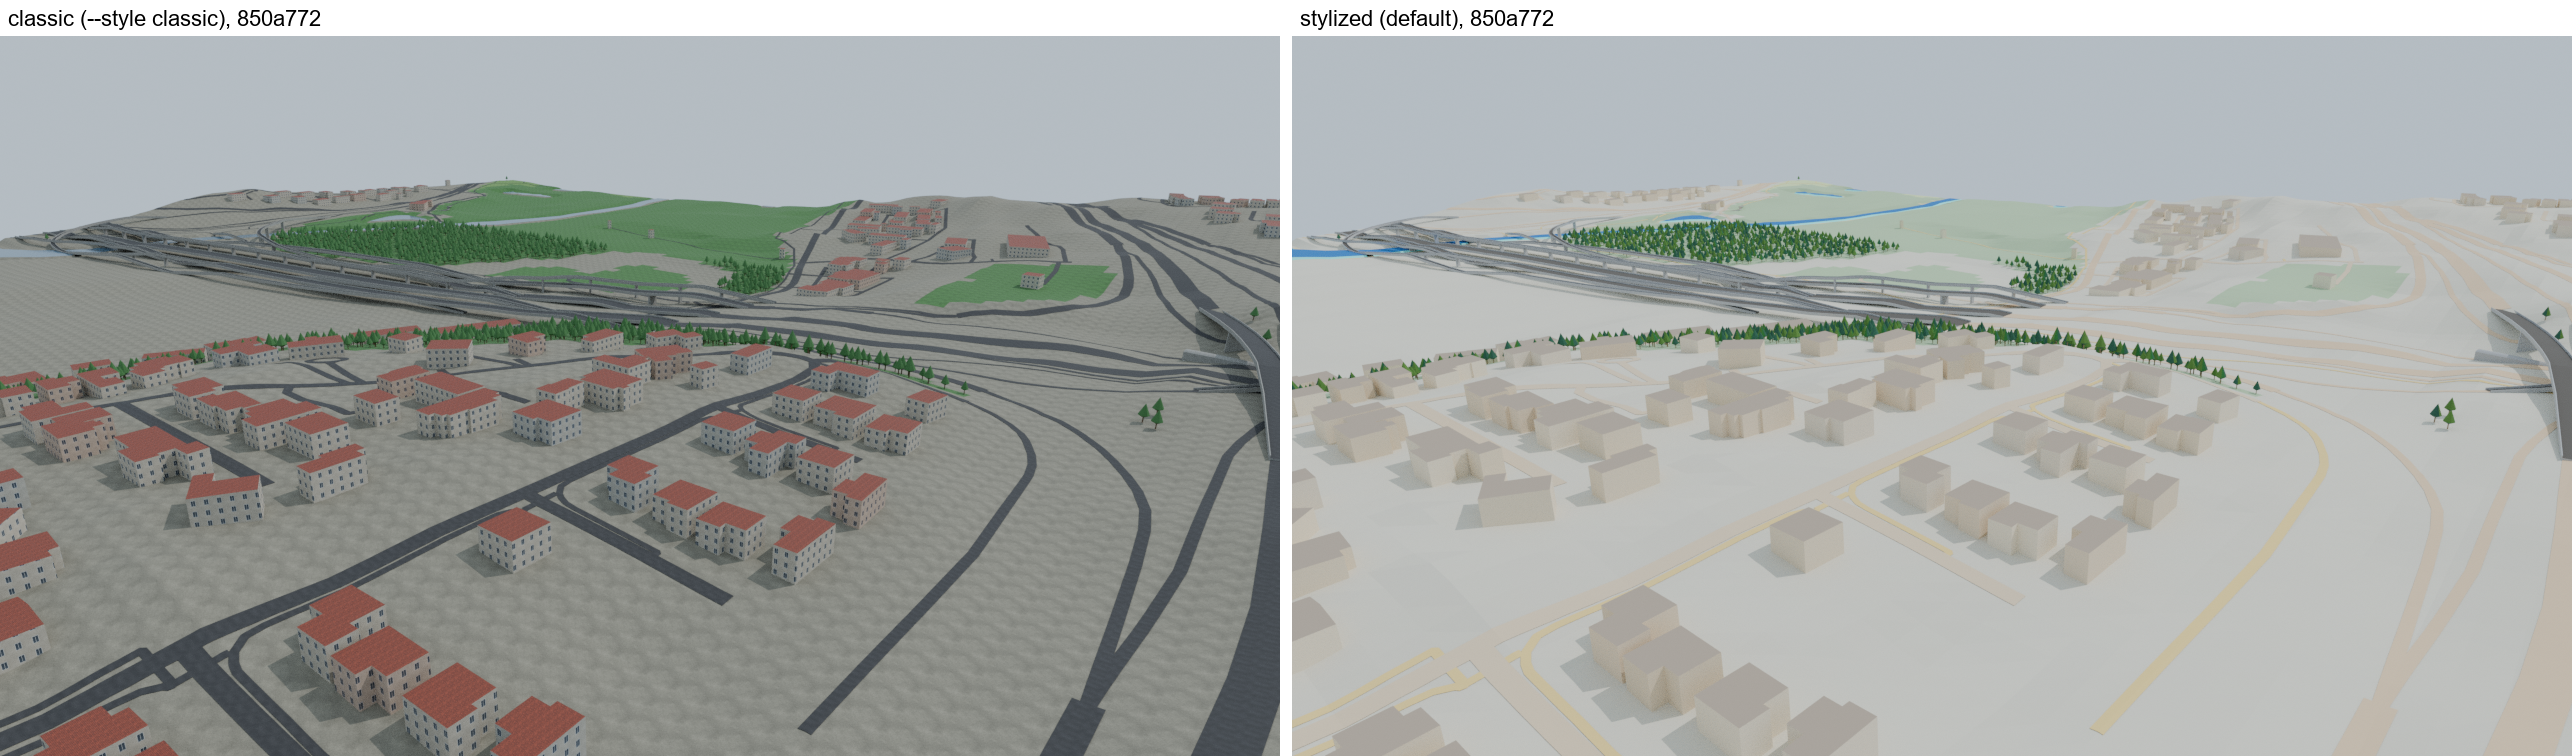 classic (--style classic), 850a772
stylized (default), 850a772